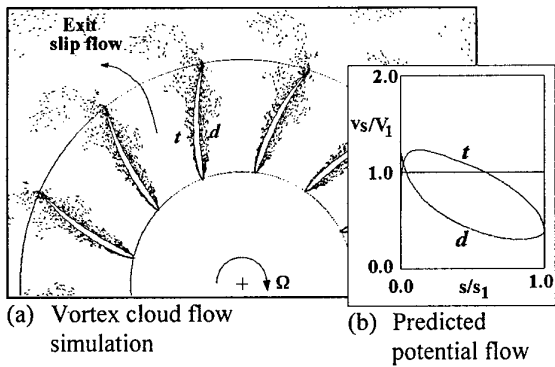 Exit
slip flow
t
d
+ Ω
(a) Vortex cloud flow
simulation
2.0
vs/V1
1.0
0.0
t
d
0.0 1.0
s/s1
(b) Predicted
potential flow